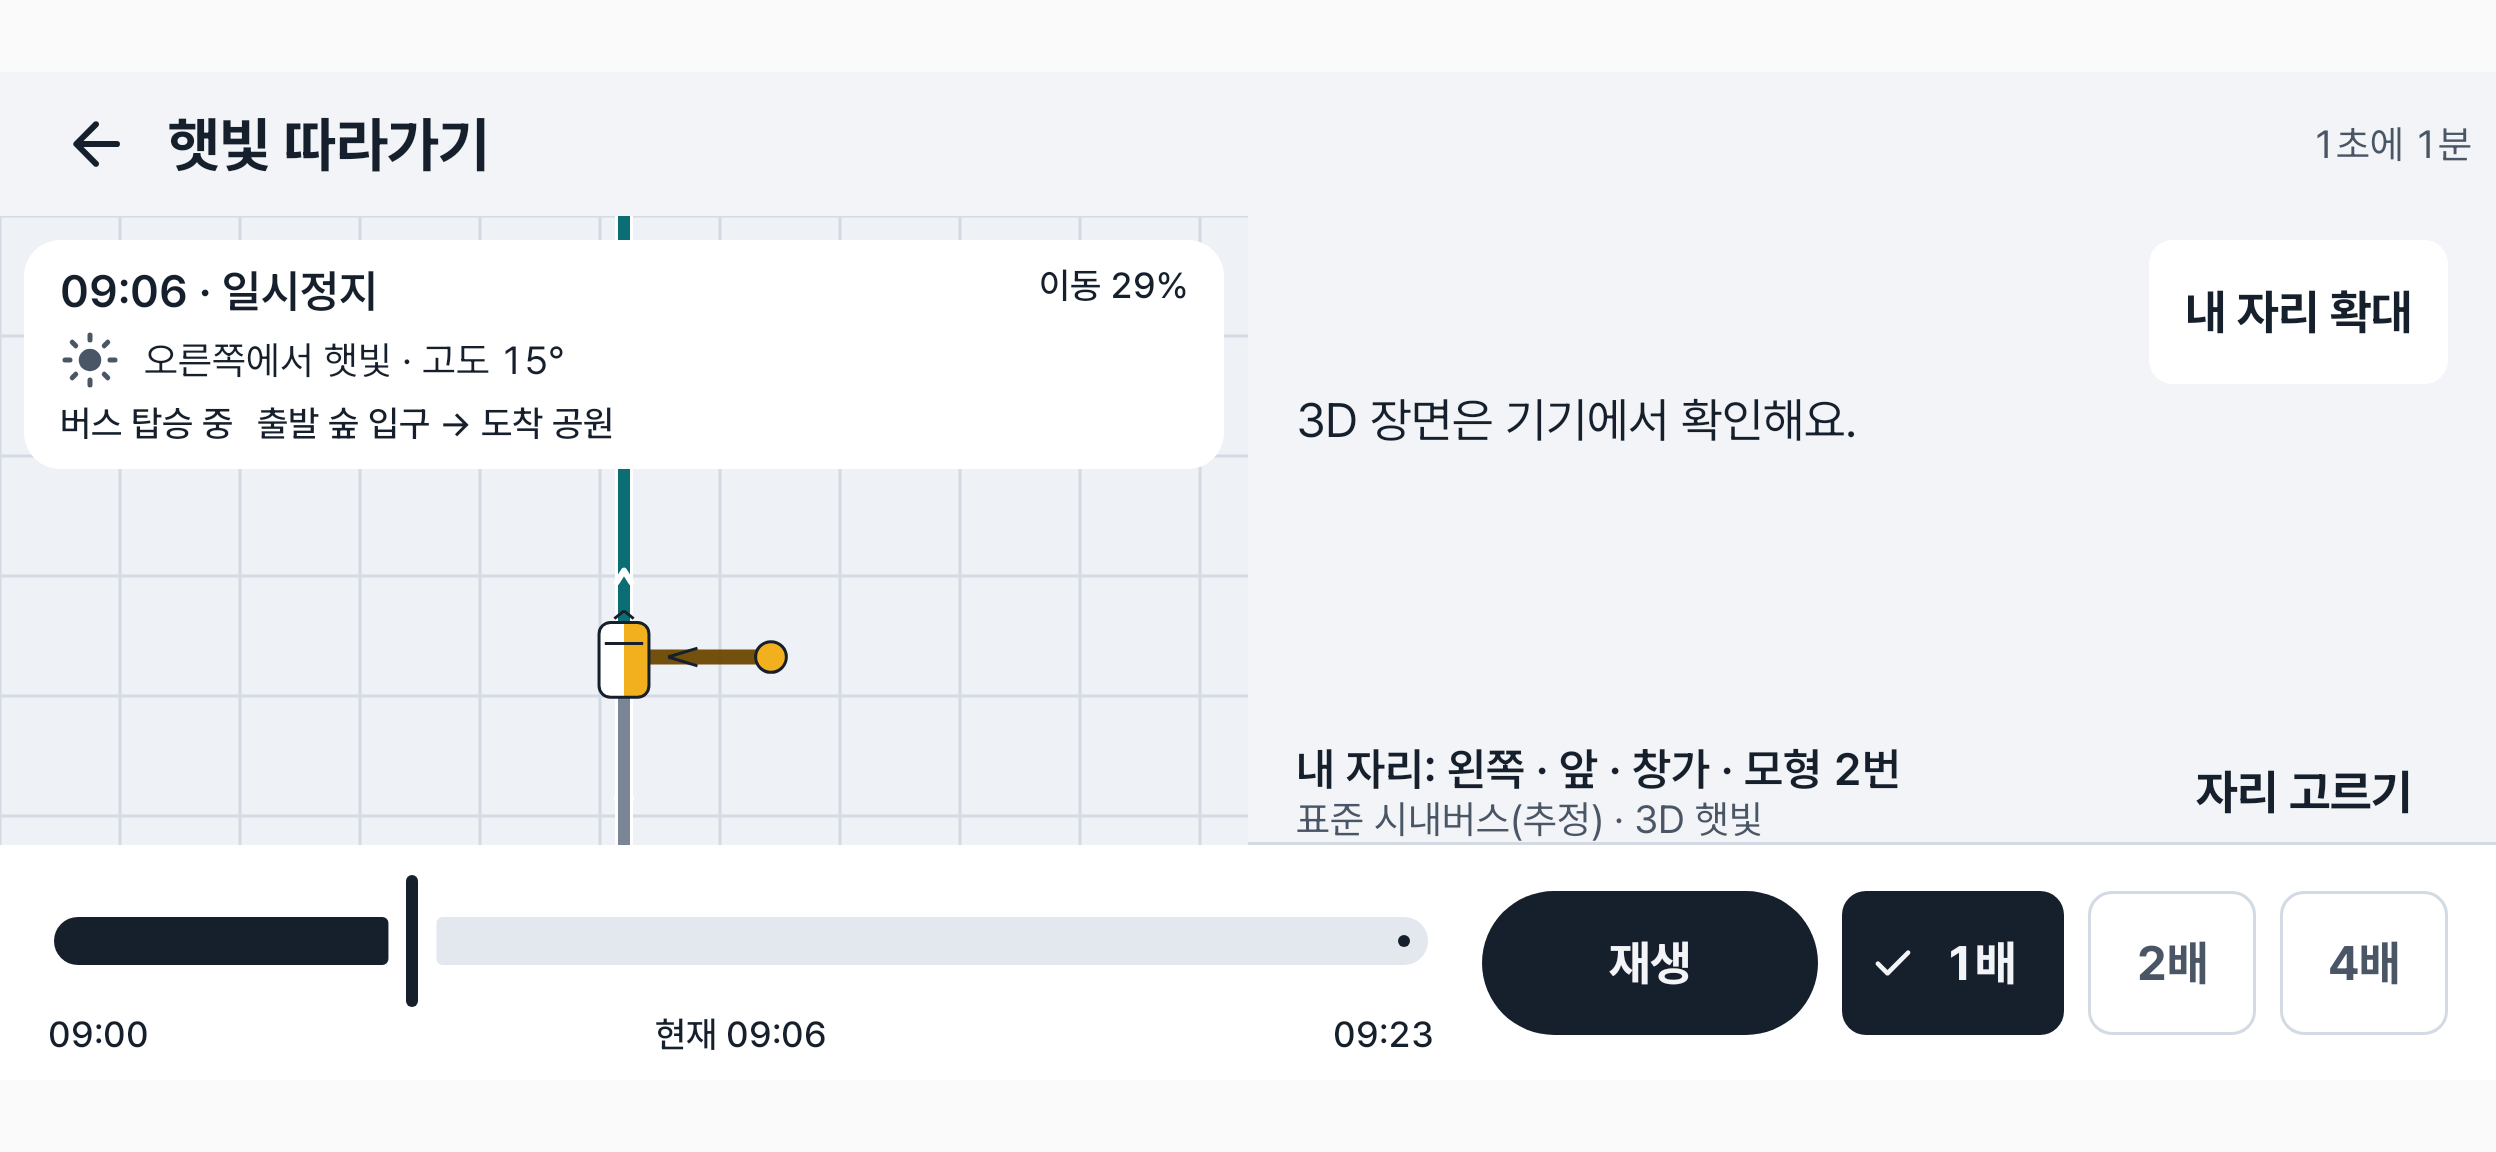 햇빛 따라가기
1초에 1분
09:06 · 일시정지
이동 29%
오른쪽에서 햇빛 · 고도 15°
버스 탑승 중 출발 숲 입구 → 도착 공원
내 자리 확대
3D 장면은 기기에서 확인해요.
내 자리: 왼쪽 · 앞 · 창가 · 모형 2번
표준 시내버스(추정) · 3D 햇빛
자리 고르기
재생
1배
2배
4배
09:00
현재 09:06
09:23